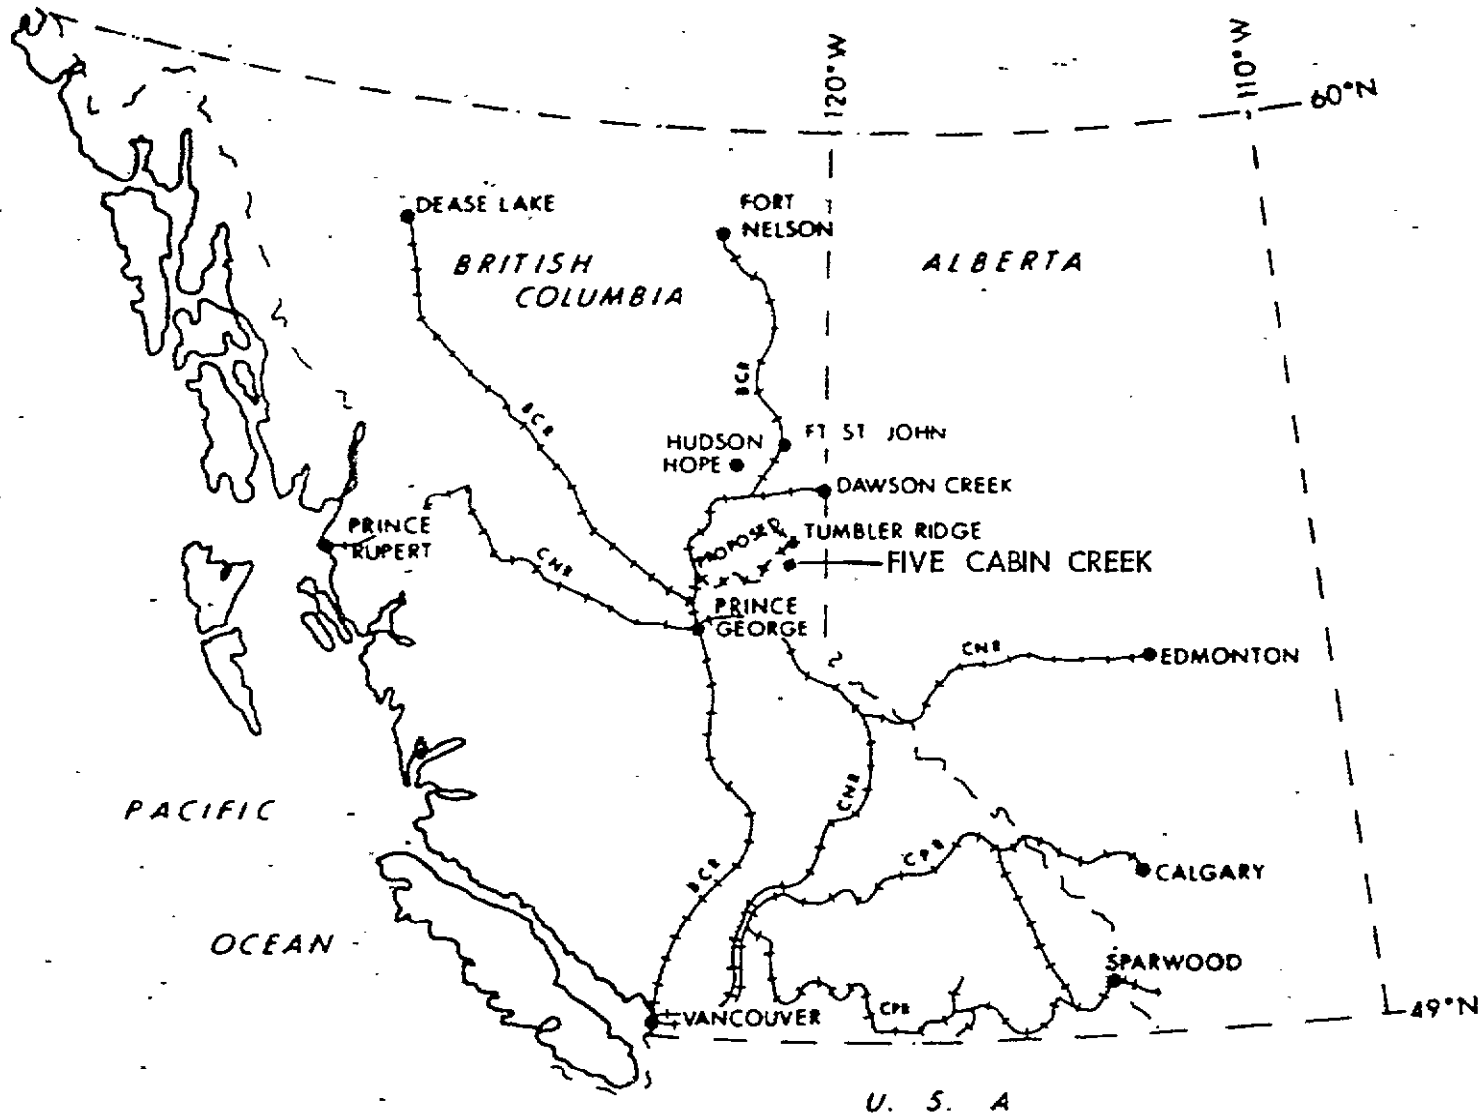 120°W
110°W
60°N
DEASE LAKE
FORT
NELSON
BRITISH
COLUMBIA
ALBERTA
BCR
BCR
HUDSON
HOPE
FT ST JOHN
DAWSON CREEK
PRINCE
RUPERT
CNR
PROPOSED
TUMBLER RIDGE
FIVE CABIN CREEK
PRINCE
GEORGE
CNR
EDMONTON
PACIFIC
CNR
BCR
CPR
CALGARY
OCEAN
SPARWOOD
CPR
VANCOUVER
49°N
U. S. A